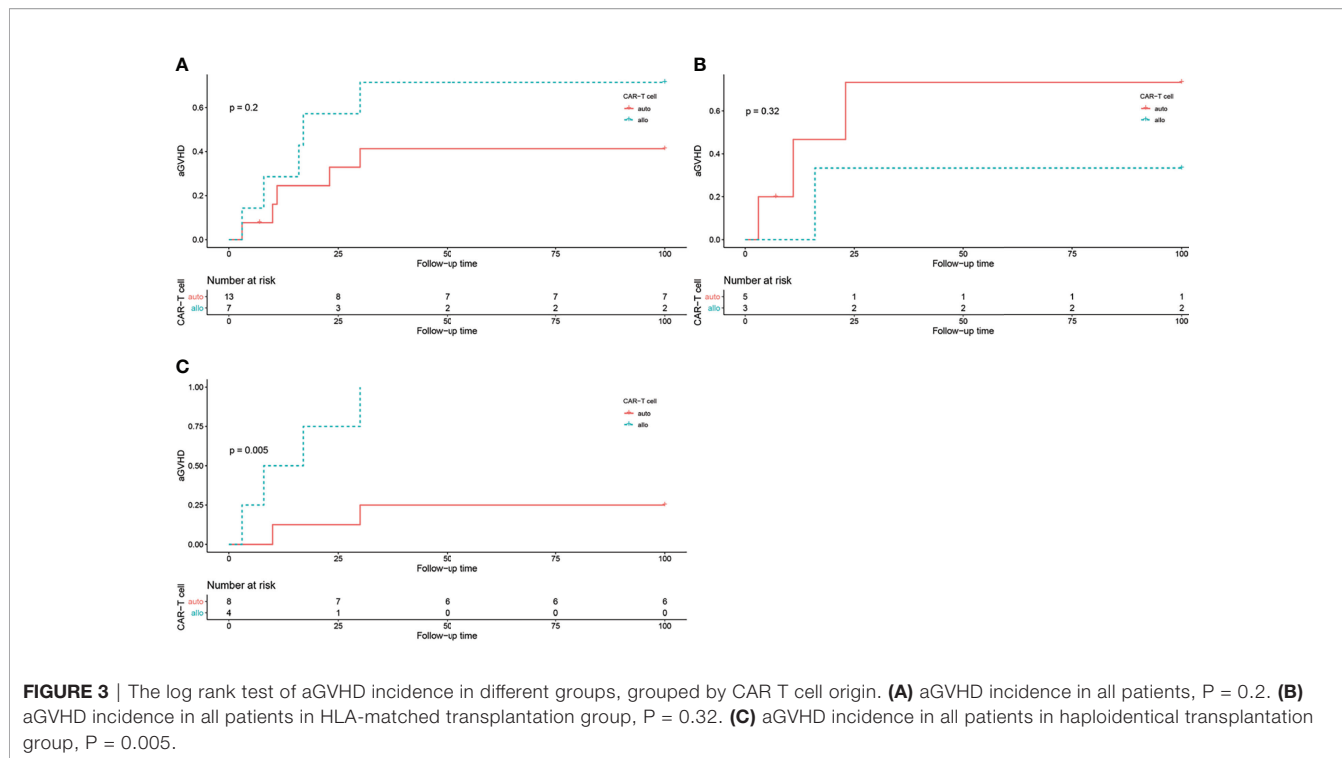 A
p = 0.2
CAR-T cell
auto
allo
aGVHD
0.6
0.4
0.2
0.0
0 25 50 75 100
Follow-up time
Number at risk
CAR-T cell
auto 13 8 7 7 7
allo 7 3 2 2 2
0 25 50 75 100
Follow-up time
B
p = 0.32
CAR-T cell
auto
allo
aGVHD
0.6
0.4
0.2
0.0
0 25 50 75 100
Follow-up time
Number at risk
CAR-T cell
auto 5 1 1 1 1
allo 3 2 2 2 2
0 25 50 75 100
Follow-up time
C
p = 0.005
CAR-T cell
auto
allo
aGVHD
1.00
0.75
0.50
0.25
0.00
0 25 50 75 100
Follow-up time
Number at risk
CAR-T cell
auto 8 7 6 6 6
allo 4 1 0 0 0
0 25 50 75 100
Follow-up time
FIGURE 3 | The log rank test of aGVHD incidence in different groups, grouped by CAR T cell origin. (A) aGVHD incidence in all patients, P = 0.2. (B)
aGVHD incidence in all patients in HLA-matched transplantation group, P = 0.32. (C) aGVHD incidence in all patients in haploidentical transplantation
group, P = 0.005.